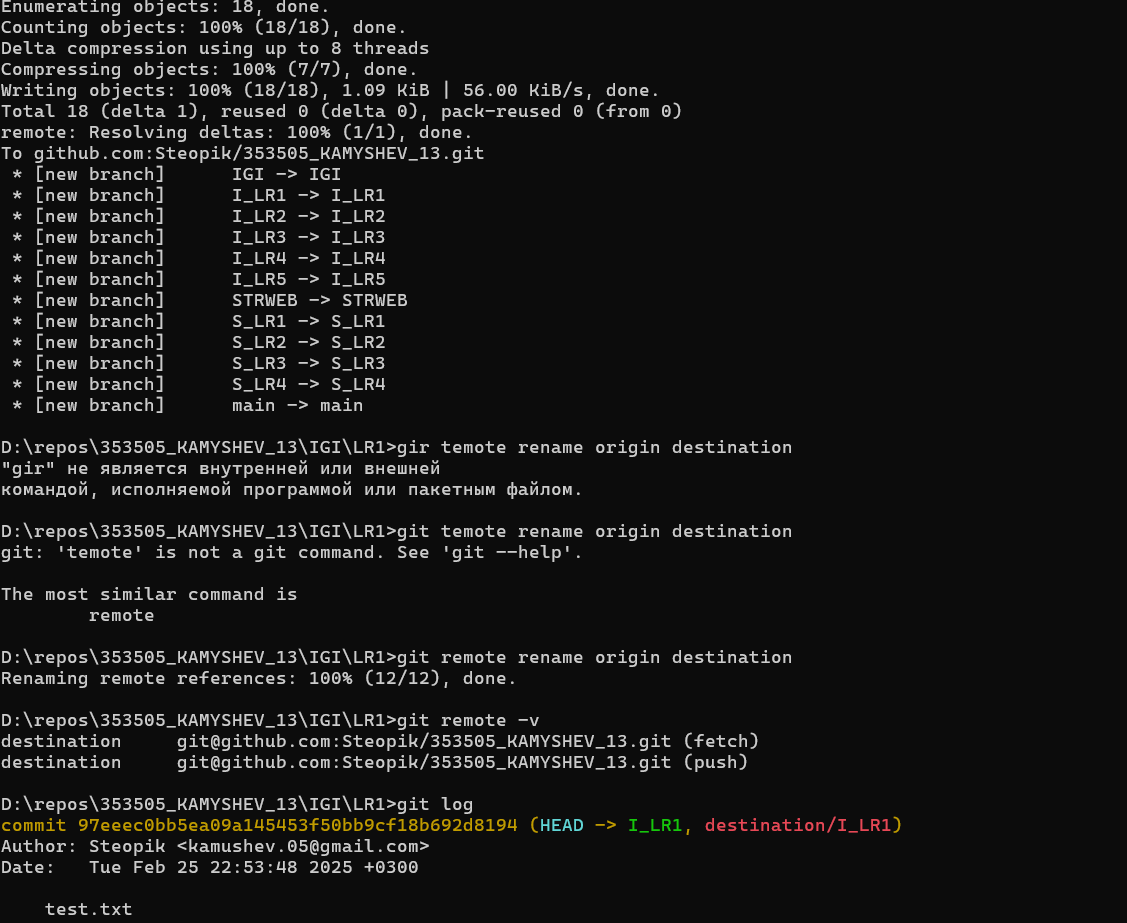 Enumerating objects: 18, done.
Counting objects: 100% (18/18), done.
Delta compression using up to 8 threads
Compressing objects: 100% (7/7), done.
Writing objects: 100% (18/18), 1.09 KiB | 56.00 KiB/s, done.
Total 18 (delta 1), reused 0 (delta 0), pack-reused 0 (from 0)
remote: Resolving deltas: 100% (1/1), done.
To github.com:Steopik/353505_KAMYSHEV_13.git
 * [new branch]      IGI -> IGI
 * [new branch]      I_LR1 -> I_LR1
 * [new branch]      I_LR2 -> I_LR2
 * [new branch]      I_LR3 -> I_LR3
 * [new branch]      I_LR4 -> I_LR4
 * [new branch]      I_LR5 -> I_LR5
 * [new branch]      STRWEB -> STRWEB
 * [new branch]      S_LR1 -> S_LR1
 * [new branch]      S_LR2 -> S_LR2
 * [new branch]      S_LR3 -> S_LR3
 * [new branch]      S_LR4 -> S_LR4
 * [new branch]      main -> main
D:\repos\353505_KAMYSHEV_13\IGI\LR1>gir temote rename origin destination
"gir" не является внутренней или внешней
командой, исполняемой программой или пакетным файлом.
D:\repos\353505_KAMYSHEV_13\IGI\LR1>git temote rename origin destination
git: 'temote' is not a git command. See 'git --help'.
The most similar command is
        remote
D:\repos\353505_KAMYSHEV_13\IGI\LR1>git remote rename origin destination
Renaming remote references: 100% (12/12), done.
D:\repos\353505_KAMYSHEV_13\IGI\LR1>git remote -v
destination     git@github.com:Steopik/353505_KAMYSHEV_13.git (fetch)
destination     git@github.com:Steopik/353505_KAMYSHEV_13.git (push)
D:\repos\353505_KAMYSHEV_13\IGI\LR1>git log
commit 97eeec0bb5ea09a145453f50bb9cf18b692d8194 (HEAD -> I_LR1, destination/I_LR1)
Author: Steopik <kamushev.05@gmail.com>
Date:   Tue Feb 25 22:53:48 2025 +0300
    test.txt